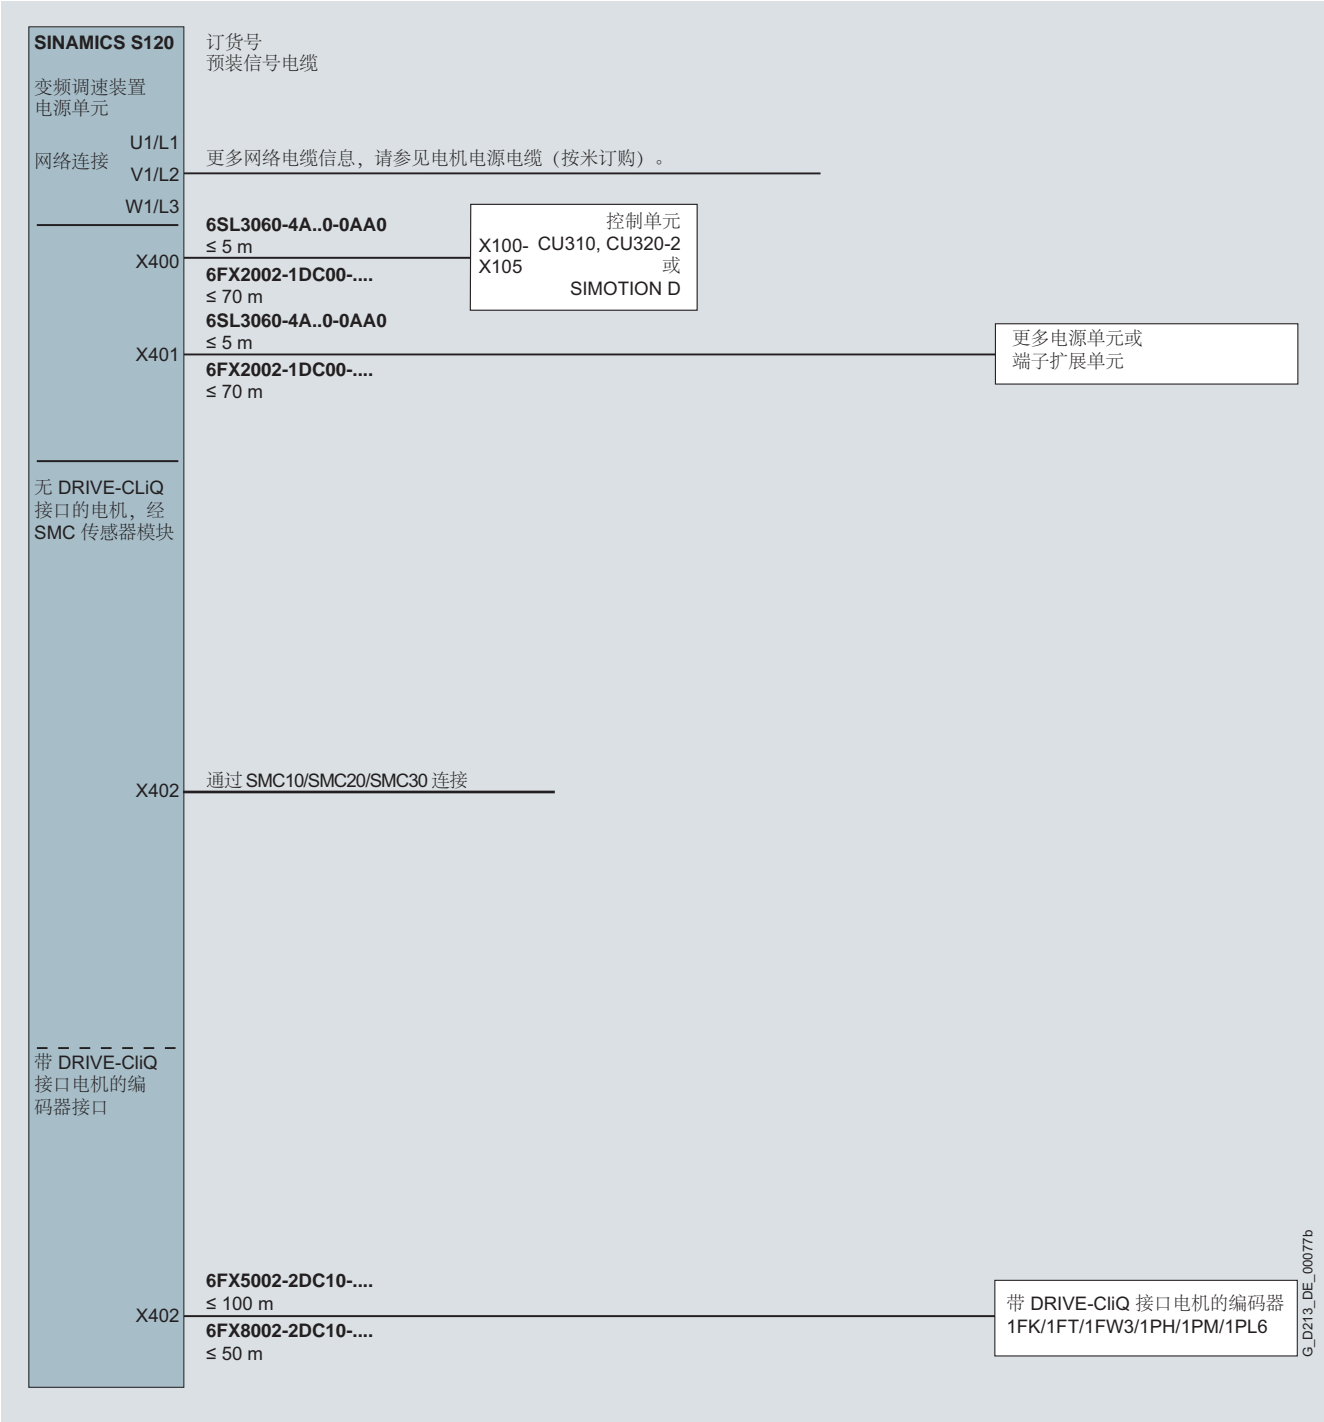 SINAMICS S120
订货号
预装信号电缆
变频调速装置
电源单元
网络连接
U1/L1
V1/L2
W1/L3
更多网络电缆信息，请参见电机电源电缆（按米订购）。
X400
6SL3060-4A..0-0AA0
≤ 5 m
6FX2002-1DC00-....
≤ 70 m
X100-
X105
控制单元
CU310, CU320-2
或
SIMOTION D
X401
6SL3060-4A..0-0AA0
≤ 5 m
6FX2002-1DC00-....
≤ 70 m
更多电源单元或
端子扩展单元
无 DRIVE-CLiQ
接口的电机，经
SMC 传感器模块
X402
通过 SMC10/SMC20/SMC30 连接
带 DRIVE-CliQ
接口电机的编
码器接口
X402
6FX5002-2DC10-....
≤ 100 m
6FX8002-2DC10-....
≤ 50 m
带 DRIVE-CliQ 接口电机的编码器
1FK/1FT/1FW3/1PH/1PM/1PL6
G_D213_DE_00077b